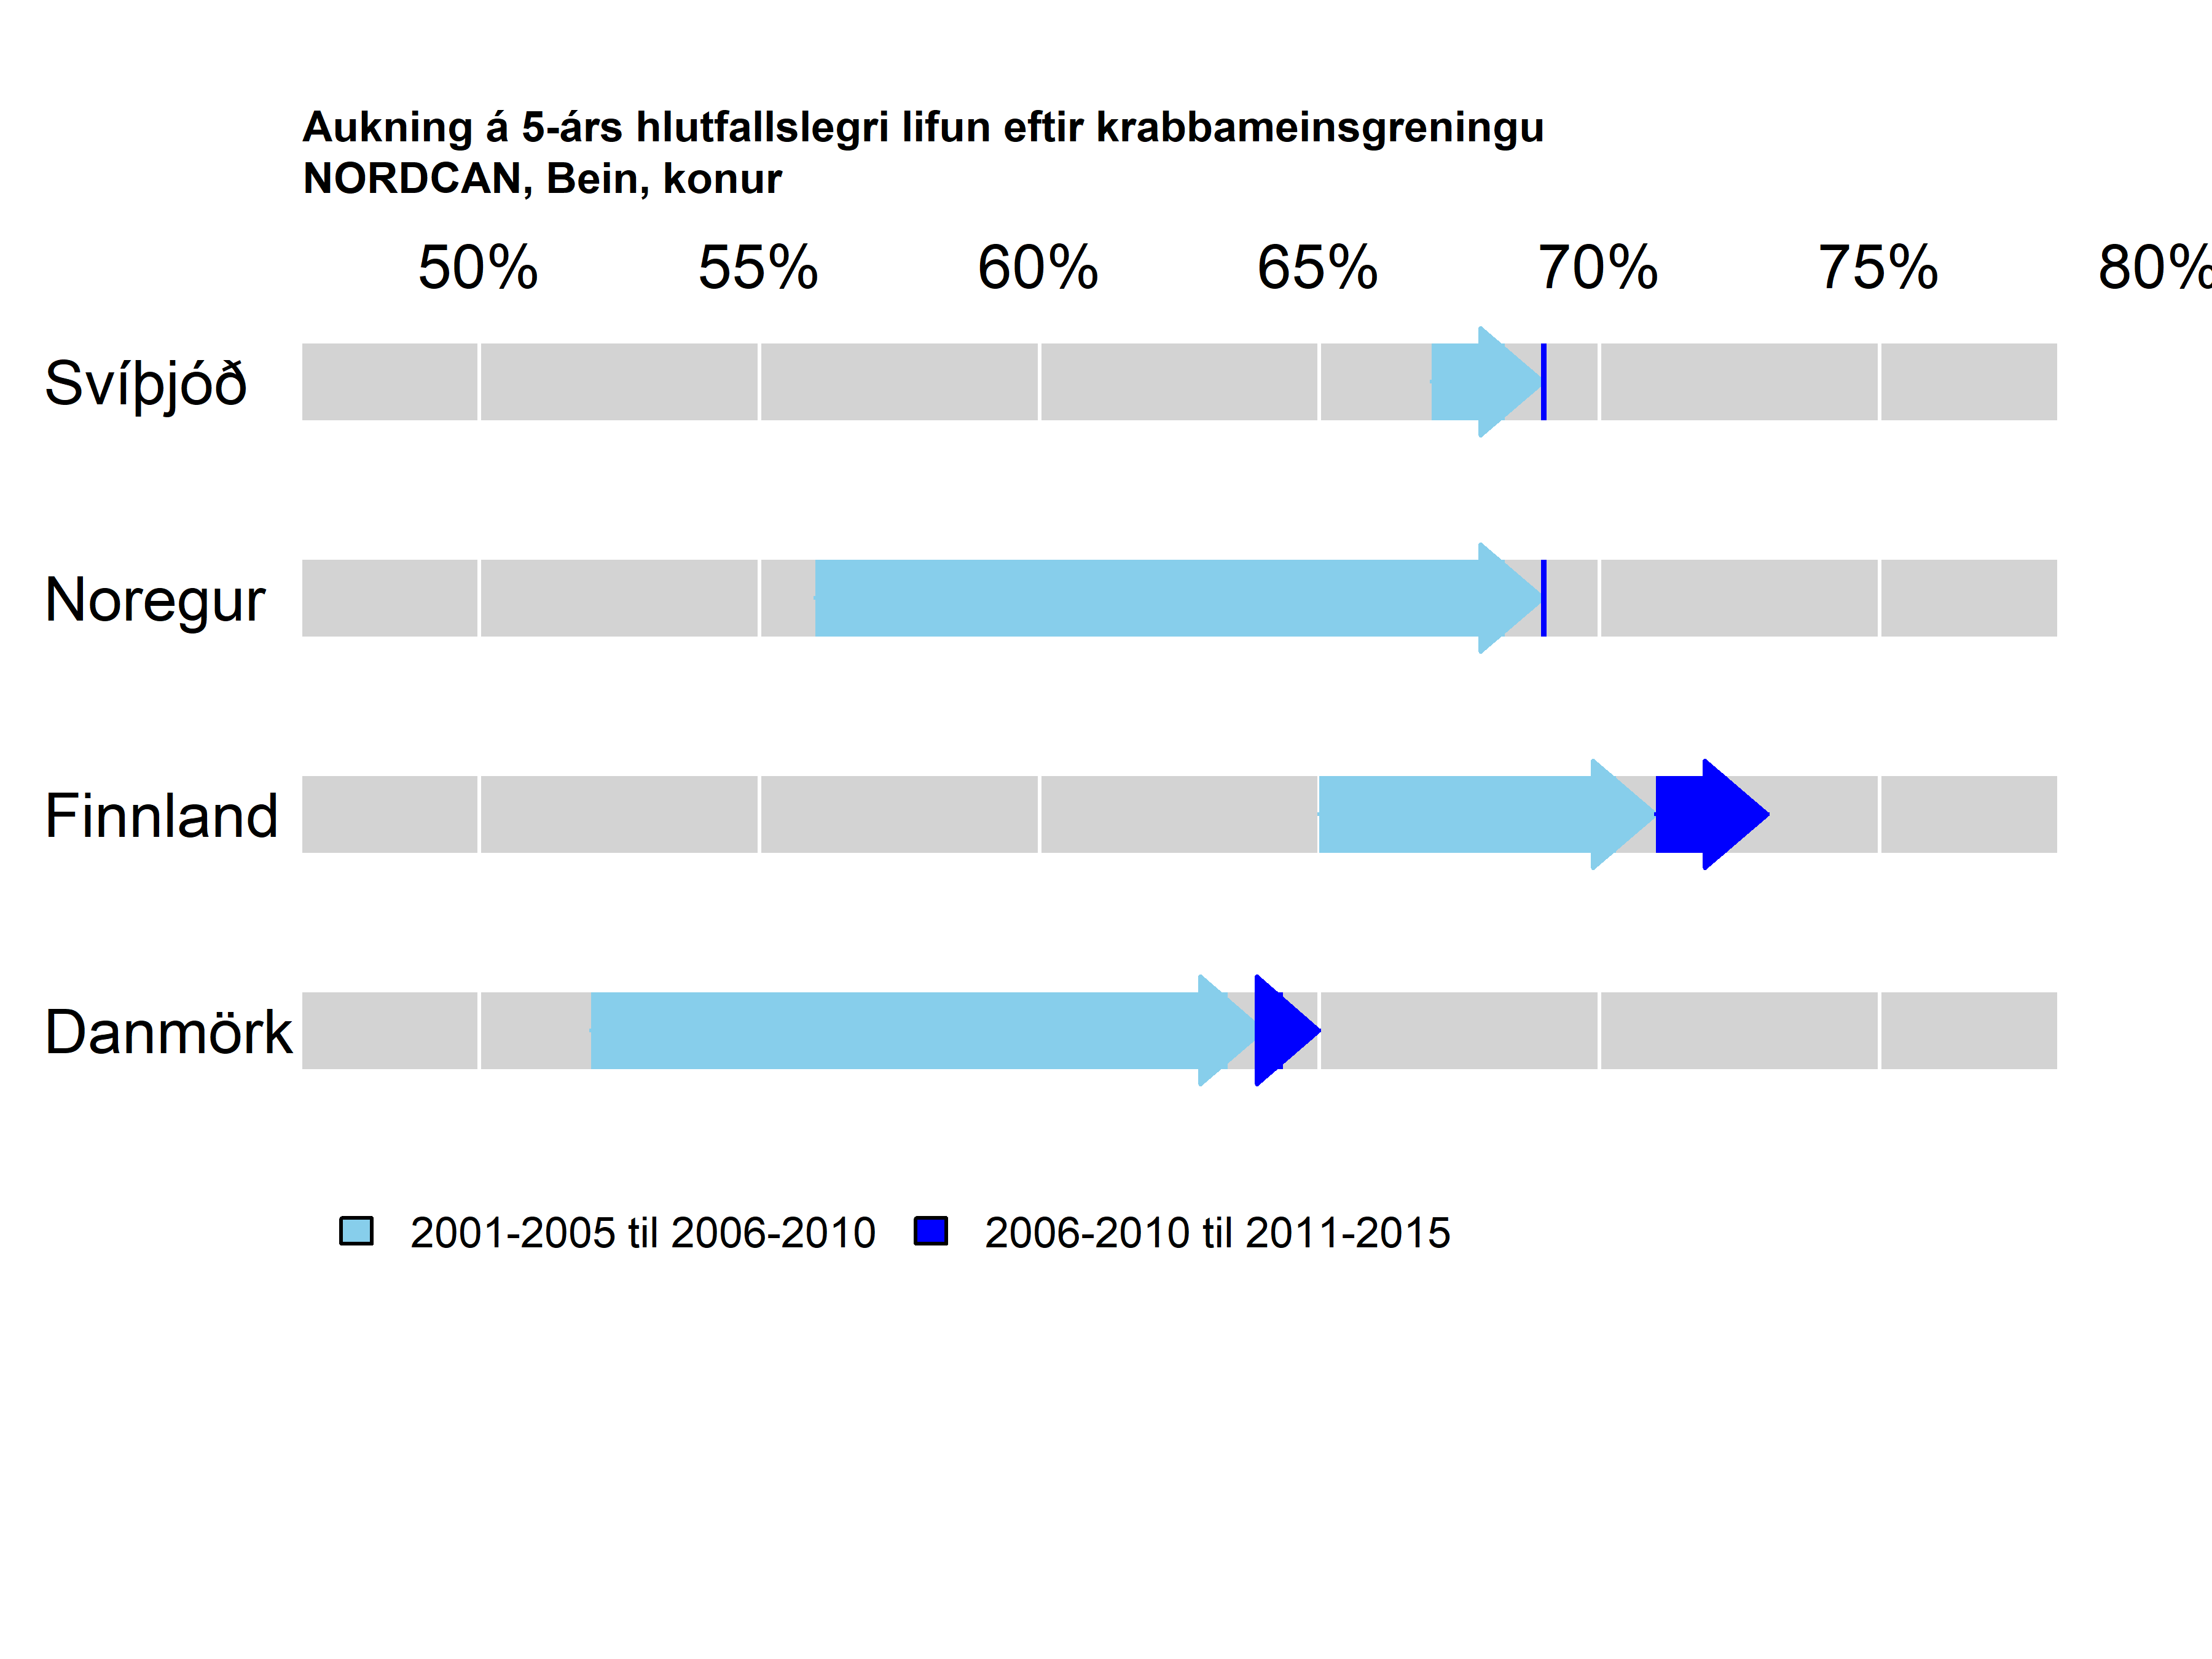 Aukning á 5-árs hlutfallslegri lifun eftir krabbameinsgreningu
NORDCAN, Bein, konur
50% 55% 60% 65% 70% 75% 80%
Svíþjóð
Noregur
Finnland
Danmörk
2001-2005 til 2006-2010 2006-2010 til 2011-2015